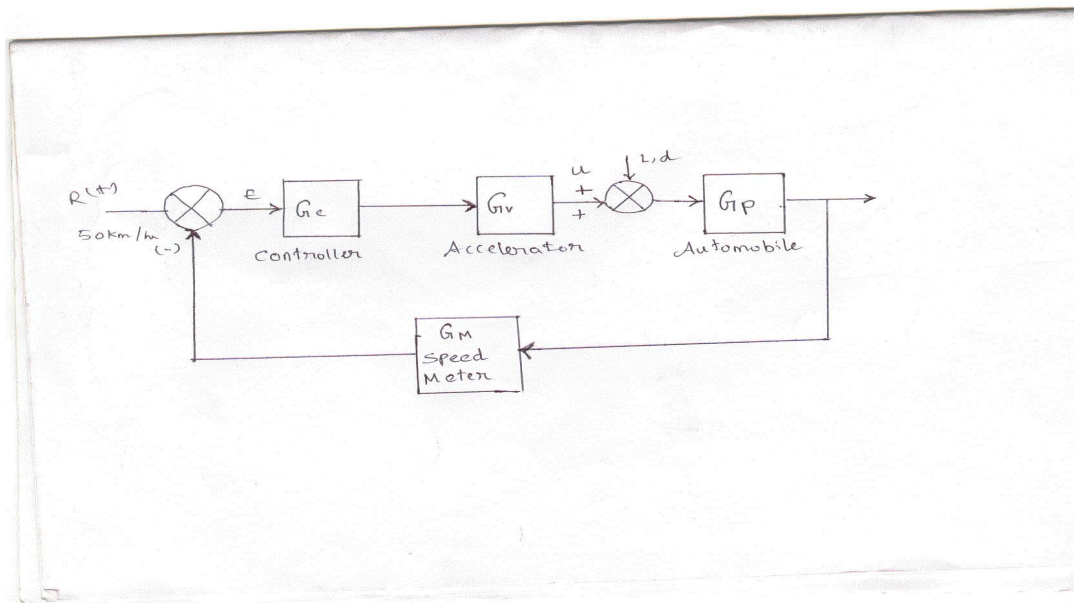 R(+)
50km/hr
(-)
E
Gc
Controller
Gv
Accelerator
u
+
+
L,d
Gp
Automobile
GM
Speed
Meter